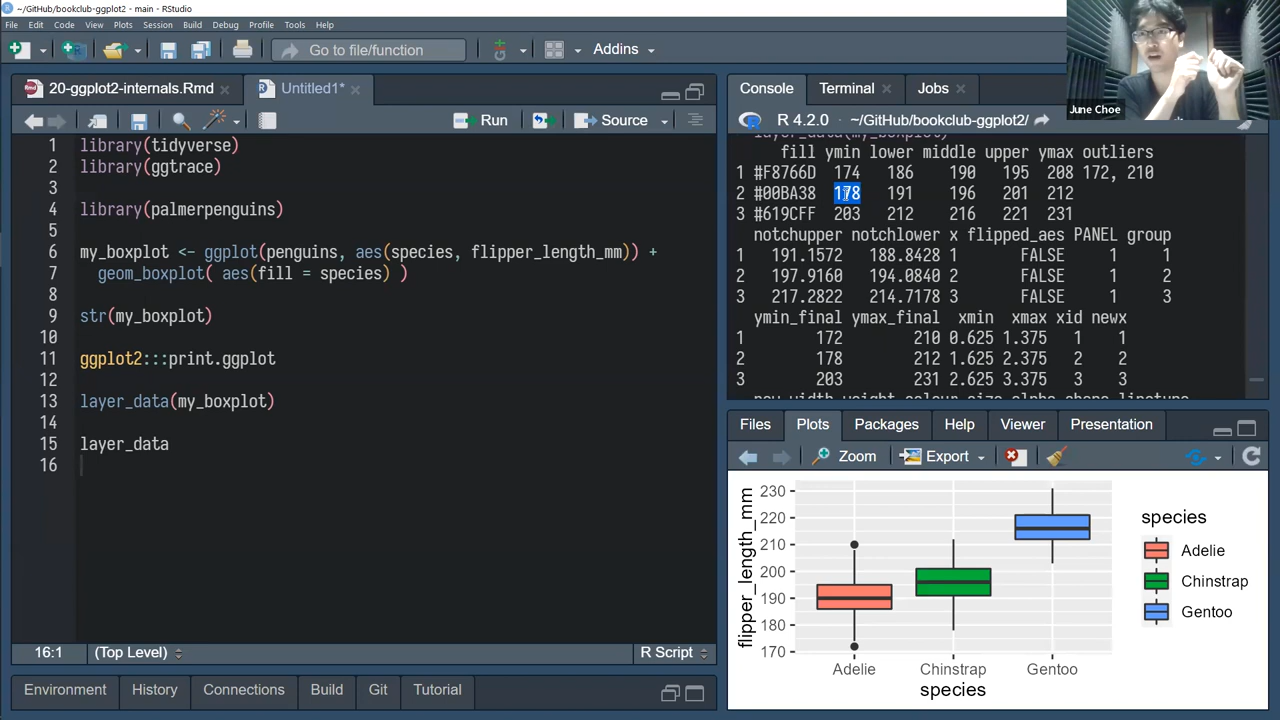 ~/GitHub/bookclub-ggplot2 - main - RStudio
File Edit Code View Plots Session Build Debug Profile Tools Help
Go to file/function
Addins
June Choe
20-ggplot2-internals.Rmd
Untitled1*
Run
Source
1 library(tidyverse)
2 library(ggtrace)
3
4 library(palmerpenguins)
5
6 my_boxplot <- ggplot(penguins, aes(species, flipper_length_mm)) +
7 geom_boxplot( aes(fill = species) )
8
9 str(my_boxplot)
10
11 ggplot2:::print.ggplot
12
13 layer_data(my_boxplot)
14
15 layer_data
16
16:1 (Top Level) R Script
Environment History Connections Build Git Tutorial
Console Terminal Jobs
R 4.2.0 · ~/GitHub/bookclub-ggplot2/
layer_data(my_boxplot)
fill ymin lower middle upper ymax outliers
1 #F8766D 174 186 190 195 208 172, 210
2 #00BA38 178 191 196 201 212
3 #619CFF 203 212 216 221 231
notchupper notchlower x flipped_aes PANEL group
1 191.1572 188.8428 1 FALSE 1 1
2 197.9160 194.0840 2 FALSE 1 2
3 217.2822 214.7178 3 FALSE 1 3
ymin_final ymax_final xmin xmax xid newx
1 172 210 0.625 1.375 1 1
2 178 212 1.625 2.375 2 2
3 203 231 2.625 3.375 3 3
new_width weight colour size alpha shape linetype
Files Plots Packages Help Viewer Presentation
Zoom Export
flipper_length_mm
230
220
210
200
190
180
170
Adelie Chinstrap Gentoo
species
species
Adelie
Chinstrap
Gentoo